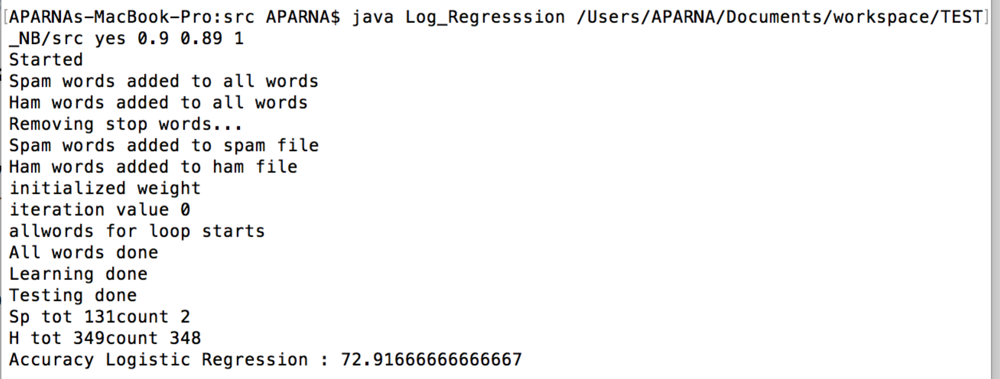 [APARNAs-MacBook-Pro:src APARNA$ java Log_Regresssion /Users/APARNA/Documents/workspace/TEST]
_NB/src yes 0.9 0.89 1
Started
Spam words added to all words
Ham words added to all words
Removing stop words...
Spam words added to spam file
Ham words added to ham file
initialized weight
iteration value 0
allwords for loop starts
All words done
Learning done
Testing done
Sp tot 131count 2
H tot 349count 348
Accuracy Logistic Regression : 72.91666666666667